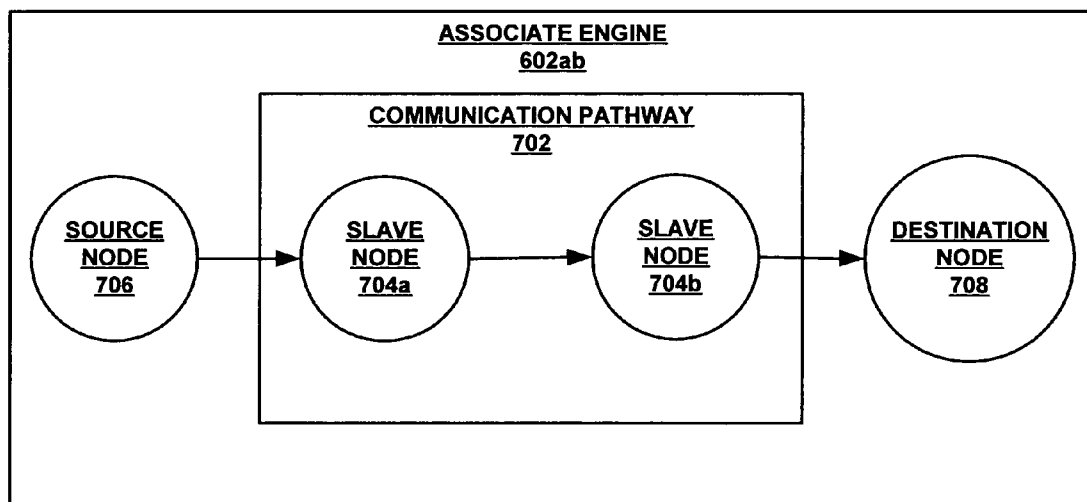 ASSOCIATE ENGINE
602ab
COMMUNICATION PATHWAY
702
SOURCE
NODE
706
SLAVE
NODE
704a
SLAVE
NODE
704b
DESTINATION
NODE
708